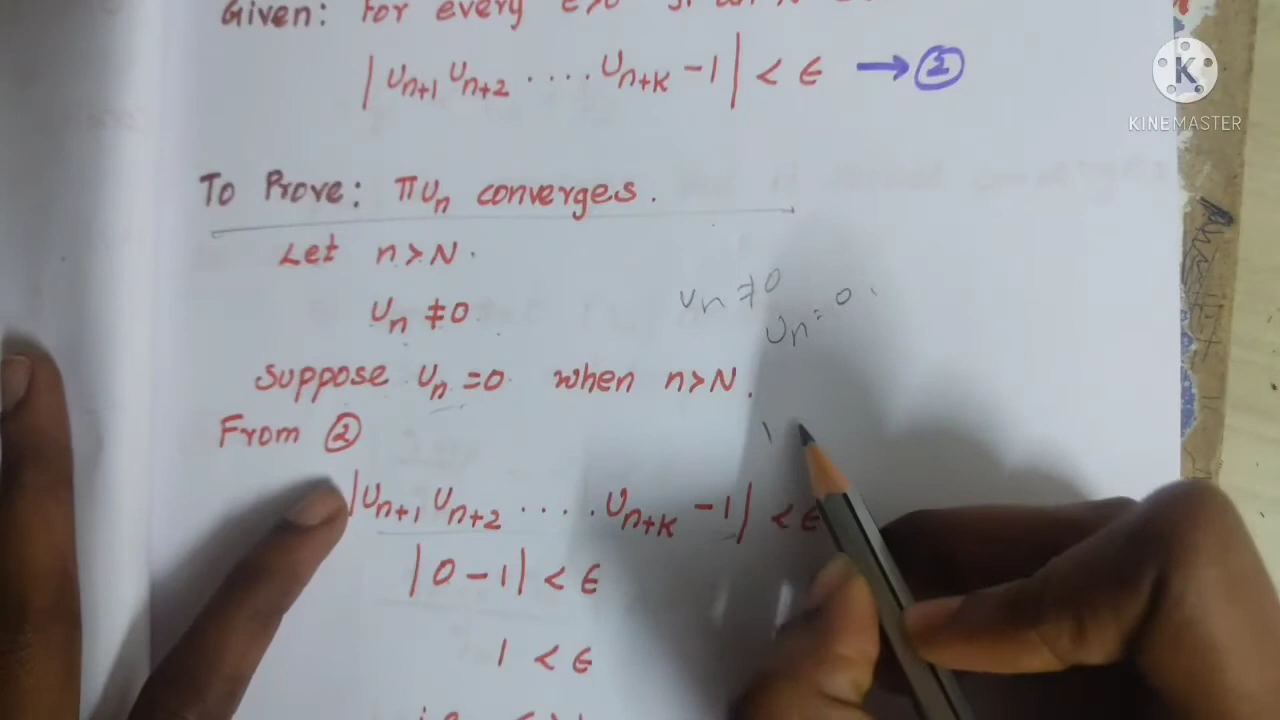 Given: For every ε>0
|Un+1 Un+2 .... Un+K -1| < ε → ②
K
KINEMASTER
To Prove: πUn converges.
Let n>N.
Un ≠0
Un ≠0
Un=0.
Suppose Un =0 when n>N.
From ②
|Un+1 Un+2 .... Un+K -1| < ε
|0-1| < ε
1 < ε